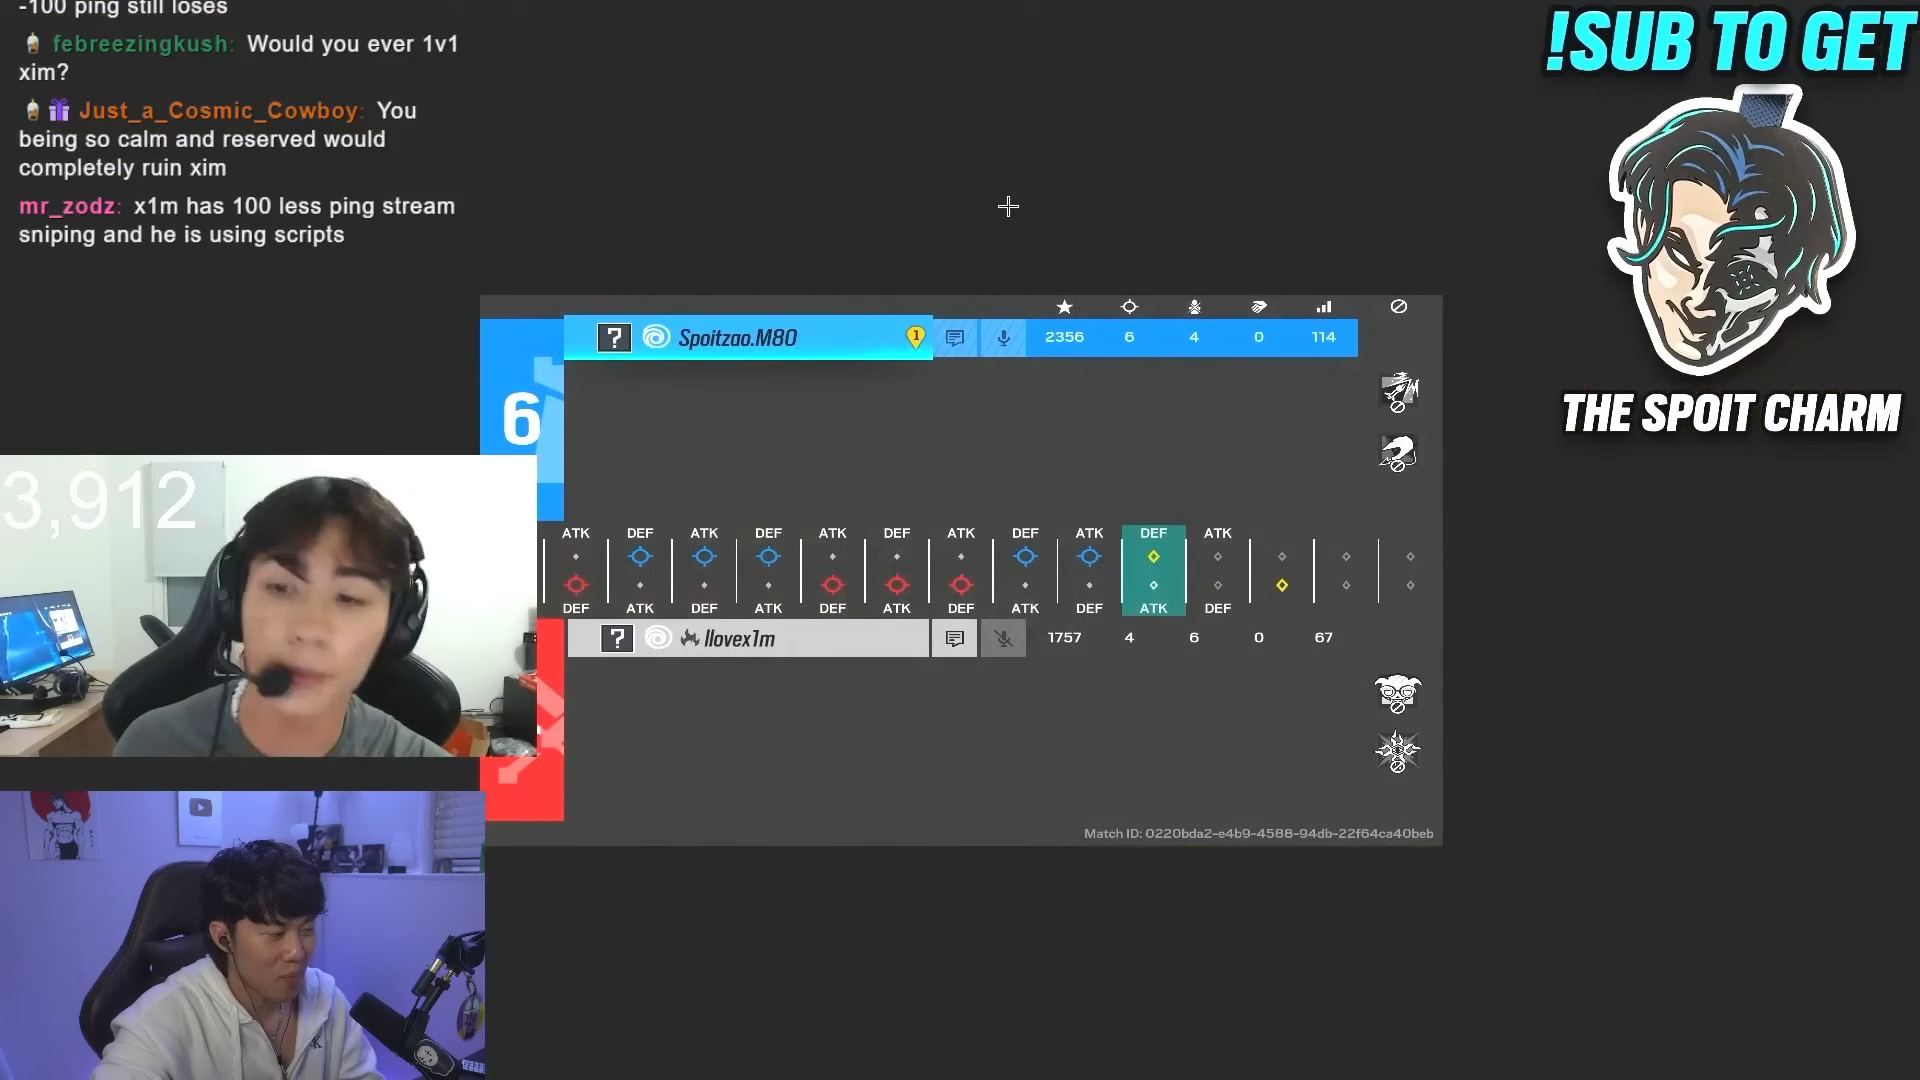 -100 ping still loses
febreezingkush: Would you ever 1v1
xim?
Just_a_Cosmic_Cowboy: You
being so calm and reserved would
completely ruin xim
mr_zodz: x1m has 100 less ping stream
sniping and he is using scripts
!SUB TO GET
THE SPOIT CHARM
? Spoitzao.M80 1 2356 6 4 0 114
6
3,912
ATK DEF ATK DEF ATK DEF ATK DEF ATK DEF ATK
DEF ATK DEF ATK DEF ATK DEF ATK DEF ATK DEF
? llovex1m 1757 4 6 0 67
Match ID: 0220bda2-e4b9-4588-94db-22f64ca40beb